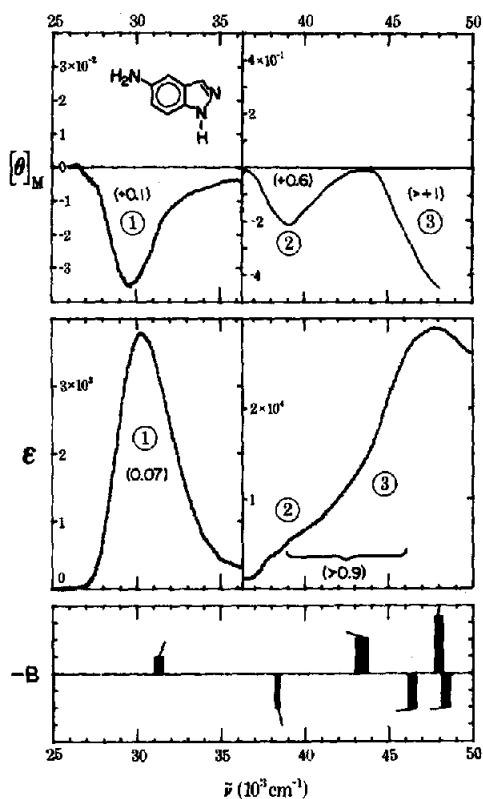 25 30 35 40 45 50
3×10⁻²
2
1
0
-1
-2
-3
[θ]M
H₂N
N
N
H
(+0.1)
①
4×10⁻¹
2
-2
-4
(+0.6)
②
(>+1)
③
3×10³
2
1
0
ε
①
(0.07)
2×10⁴
1
②
③
(>0.9)
-B
25 30 35 40 45 50
ν̃ (10³cm⁻¹)